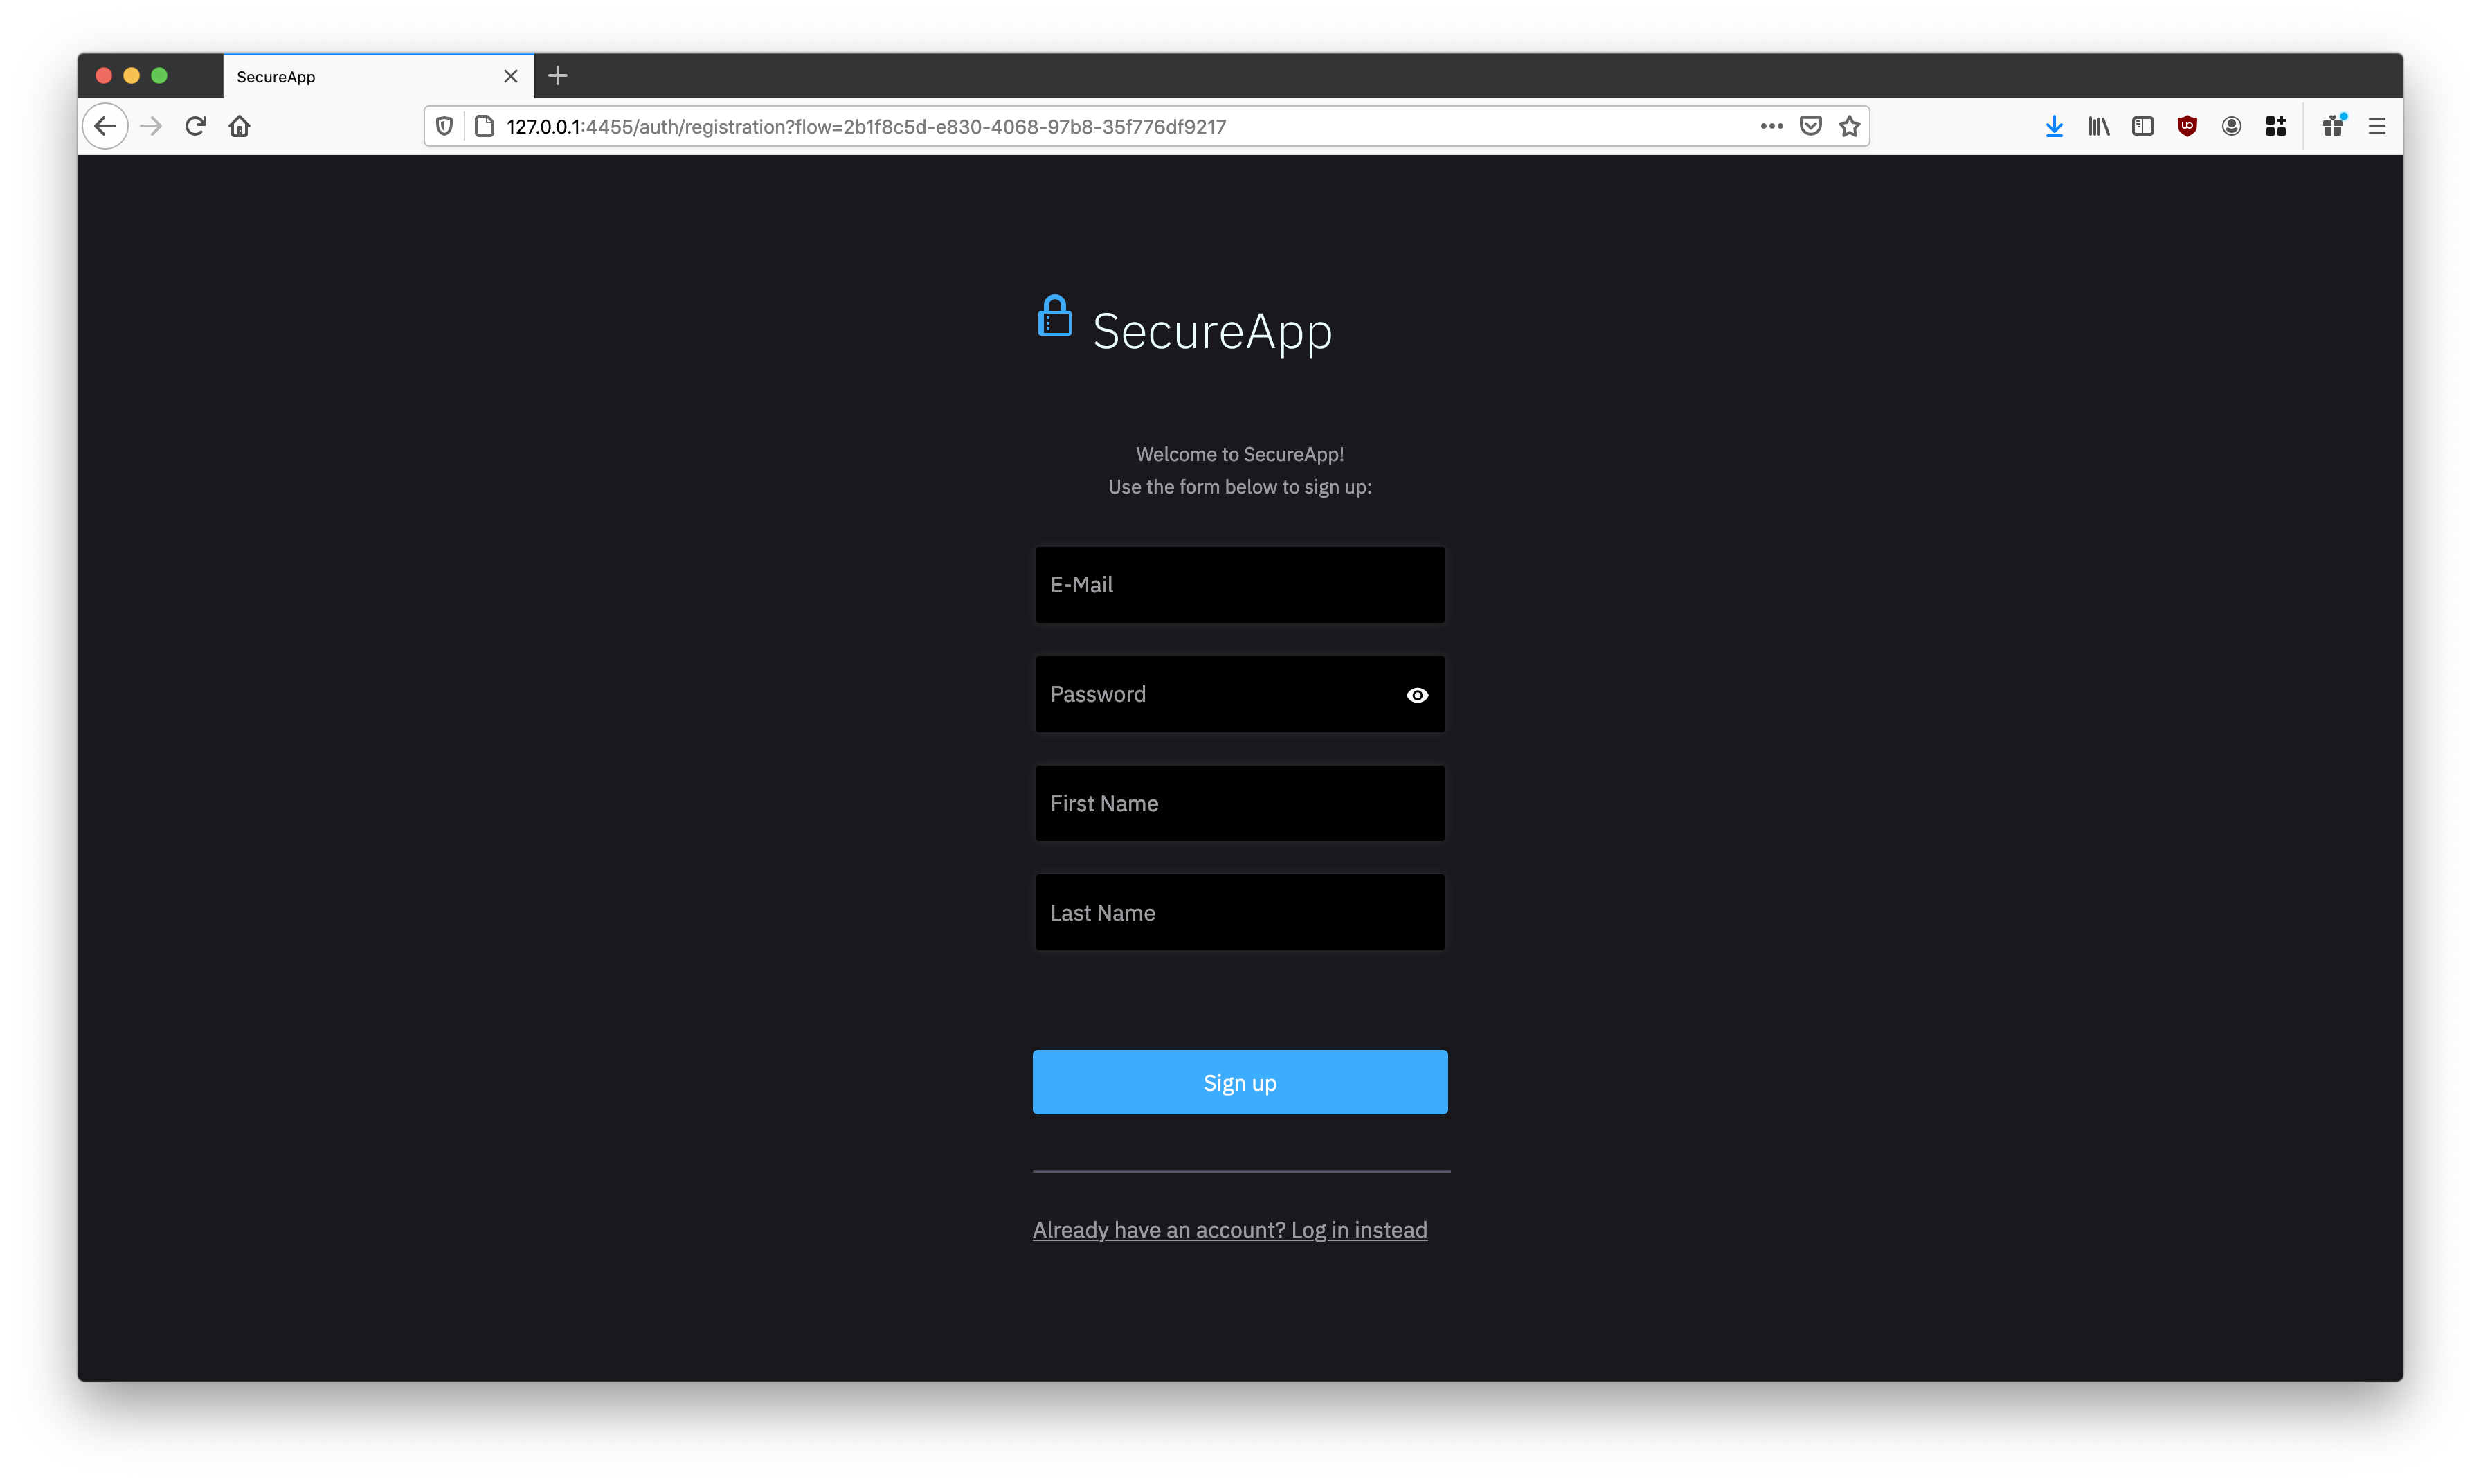 SecureApp
127.0.0.1:4455/auth/registration?flow=2b1f8c5d-e830-4068-97b8-35f776df9217
SecureApp
Welcome to SecureApp!
Use the form below to sign up:
E-Mail
Password
First Name
Last Name
Sign up
Already have an account? Log in instead